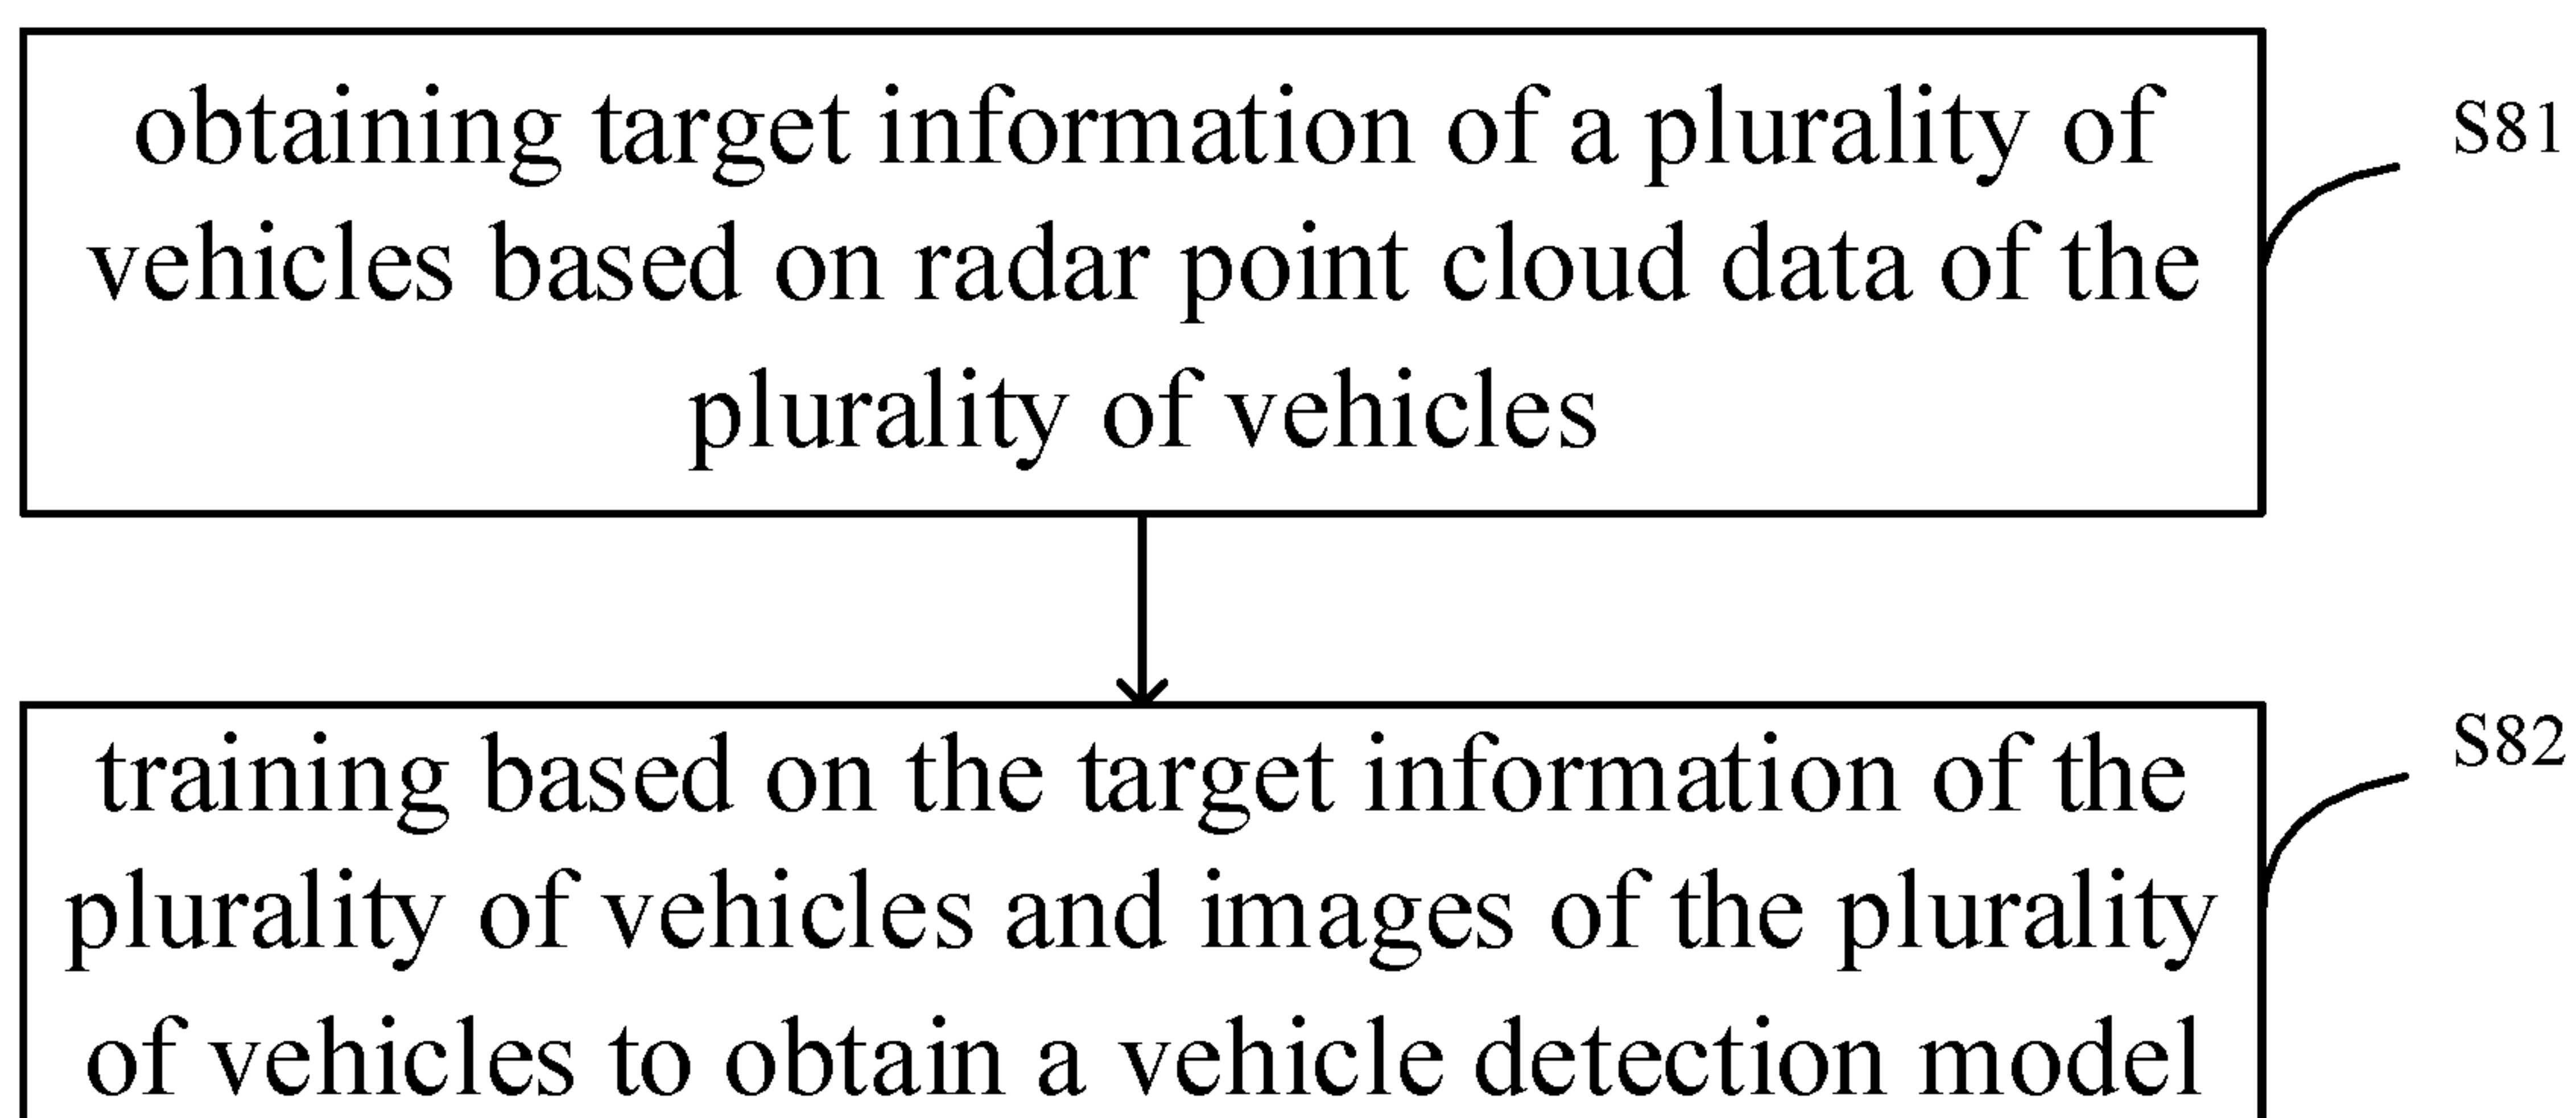 obtaining target information of a plurality of
vehicles based on radar point cloud data of the
plurality of vehicles
S81
training based on the target information of the
plurality of vehicles and images of the plurality
of vehicles to obtain a vehicle detection model
S82